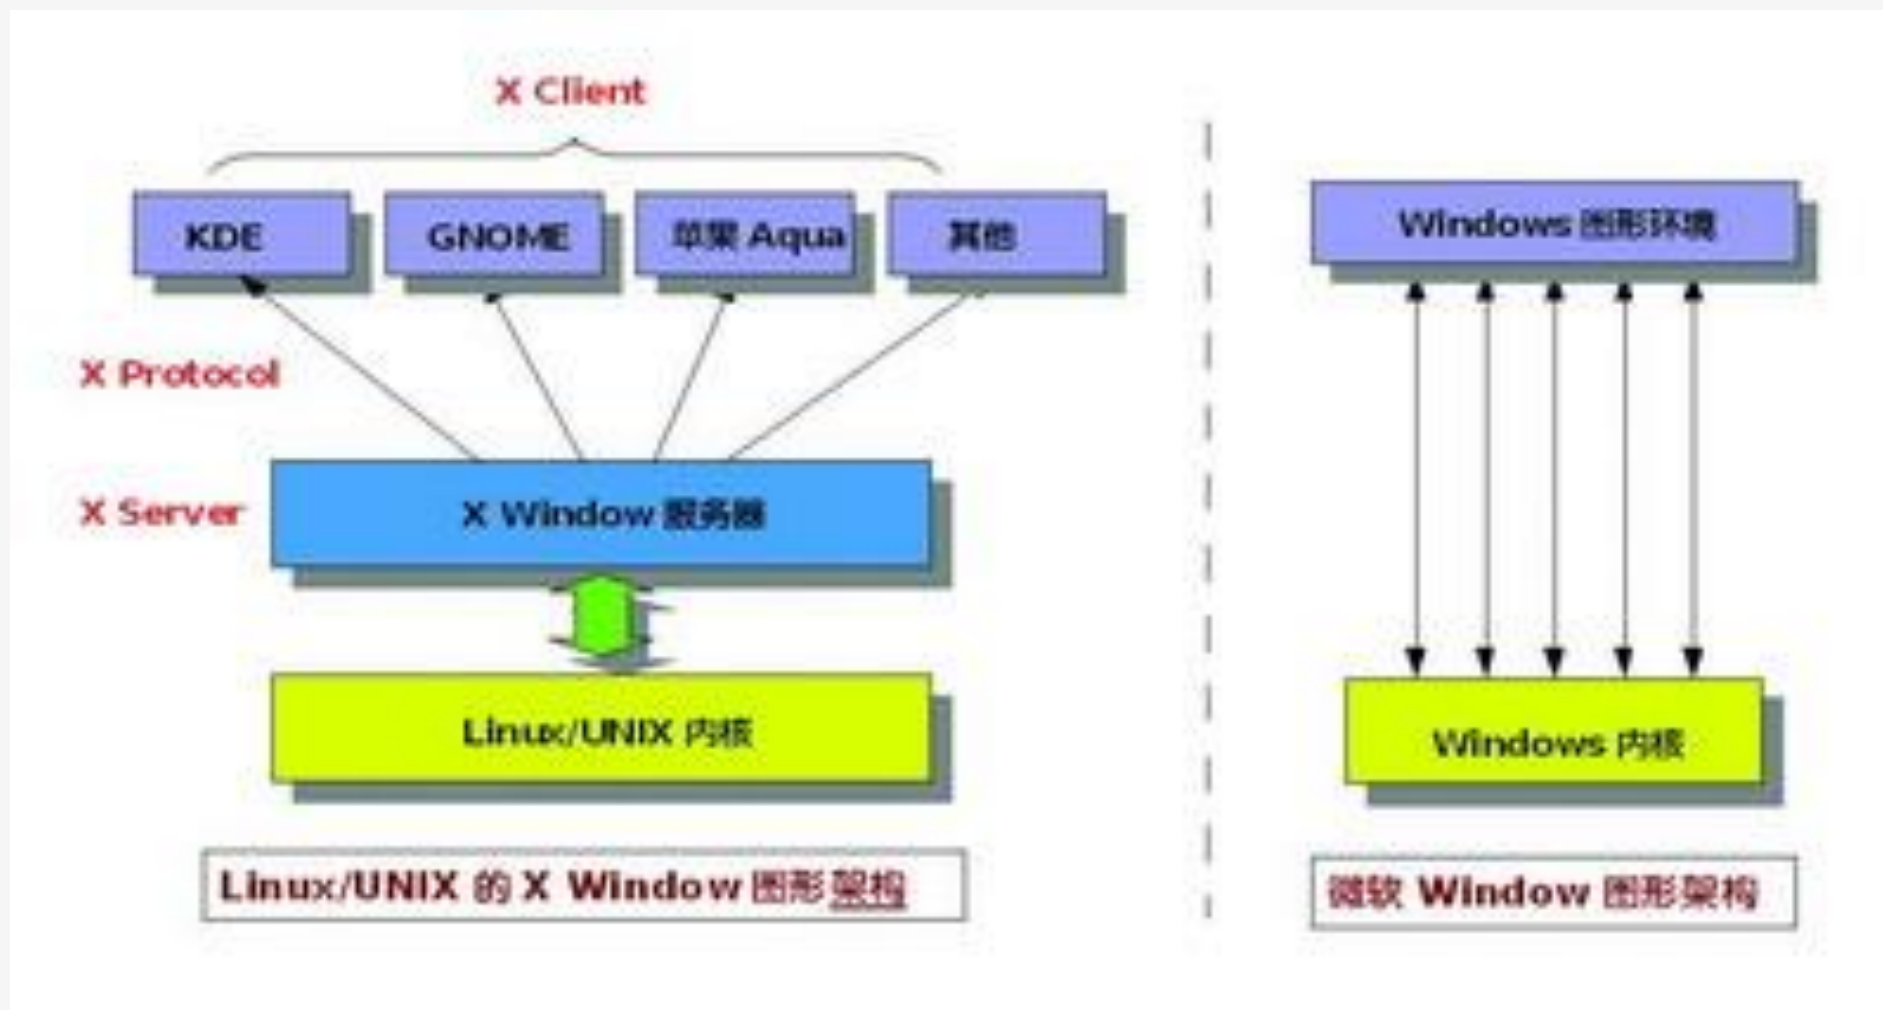 X Client
KDE
GNOME
苹果 Aqua
其他
X Protocol
X Server
X Window 服务器
Linux/UNIX 内核
Linux/UNIX 的 X Window 图形架构
Windows 图形环境
Windows 内核
微软 Window 图形架构